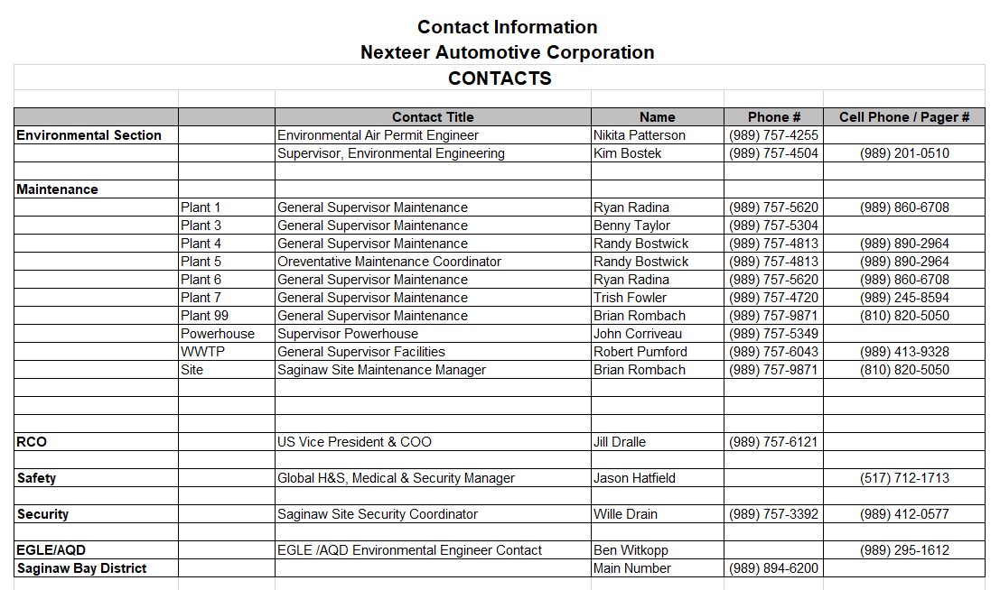 Contact Information
Nexteer Automotive Corporation
CONTACTS
Contact Title Name Phone # Cell Phone / Pager #
Environmental Section Environmental Air Permit Engineer Nikita Patterson (989) 757-4255
Supervisor, Environmental Engineering Kim Bostek (989) 757-4504 (989) 201-0510
Maintenance
Plant 1 General Supervisor Maintenance Ryan Radina (989) 757-5620 (989) 860-6708
Plant 3 General Supervisor Maintenance Benny Taylor (989) 757-5304
Plant 4 General Supervisor Maintenance Randy Bostwick (989) 757-4813 (989) 890-2964
Plant 5 Oreventative Maintenance Coordinator Randy Bostwick (989) 757-4813 (989) 890-2964
Plant 6 General Supervisor Maintenance Ryan Radina (989) 757-5620 (989) 860-6708
Plant 7 General Supervisor Maintenance Trish Fowler (989) 757-4720 (989) 245-8594
Plant 99 General Supervisor Maintenance Brian Rombach (989) 757-9871 (810) 820-5050
Powerhouse Supervisor Powerhouse John Corriveau (989) 757-5349
WWTP General Supervisor Facilities Robert Pumford (989) 757-6043 (989) 413-9328
Site Saginaw Site Maintenance Manager Brian Rombach (989) 757-9871 (810) 820-5050
RCO US Vice President & COO Jill Dralle (989) 757-6121
Safety Global H&S, Medical & Security Manager Jason Hatfield (517) 712-1713
Security Saginaw Site Security Coordinator Wille Drain (989) 757-3392 (989) 412-0577
EGLE/AQD EGLE /AQD Environmental Engineer Contact Ben Witkopp (989) 295-1612
Saginaw Bay District Main Number (989) 894-6200